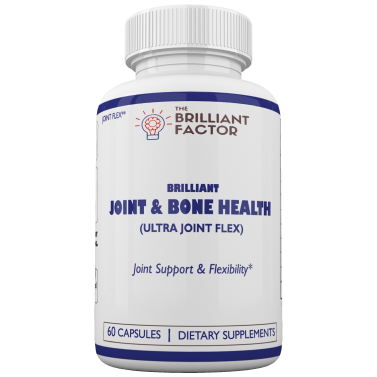 JOINT FLEX™
THE
BRILLIANT
FACTOR
BRILLIANT
JOINT & BONE HEALTH
(ULTRA JOINT FLEX)
Joint Support & Flexibility*
60 CAPSULES | DIETARY SUPPLEMENTS